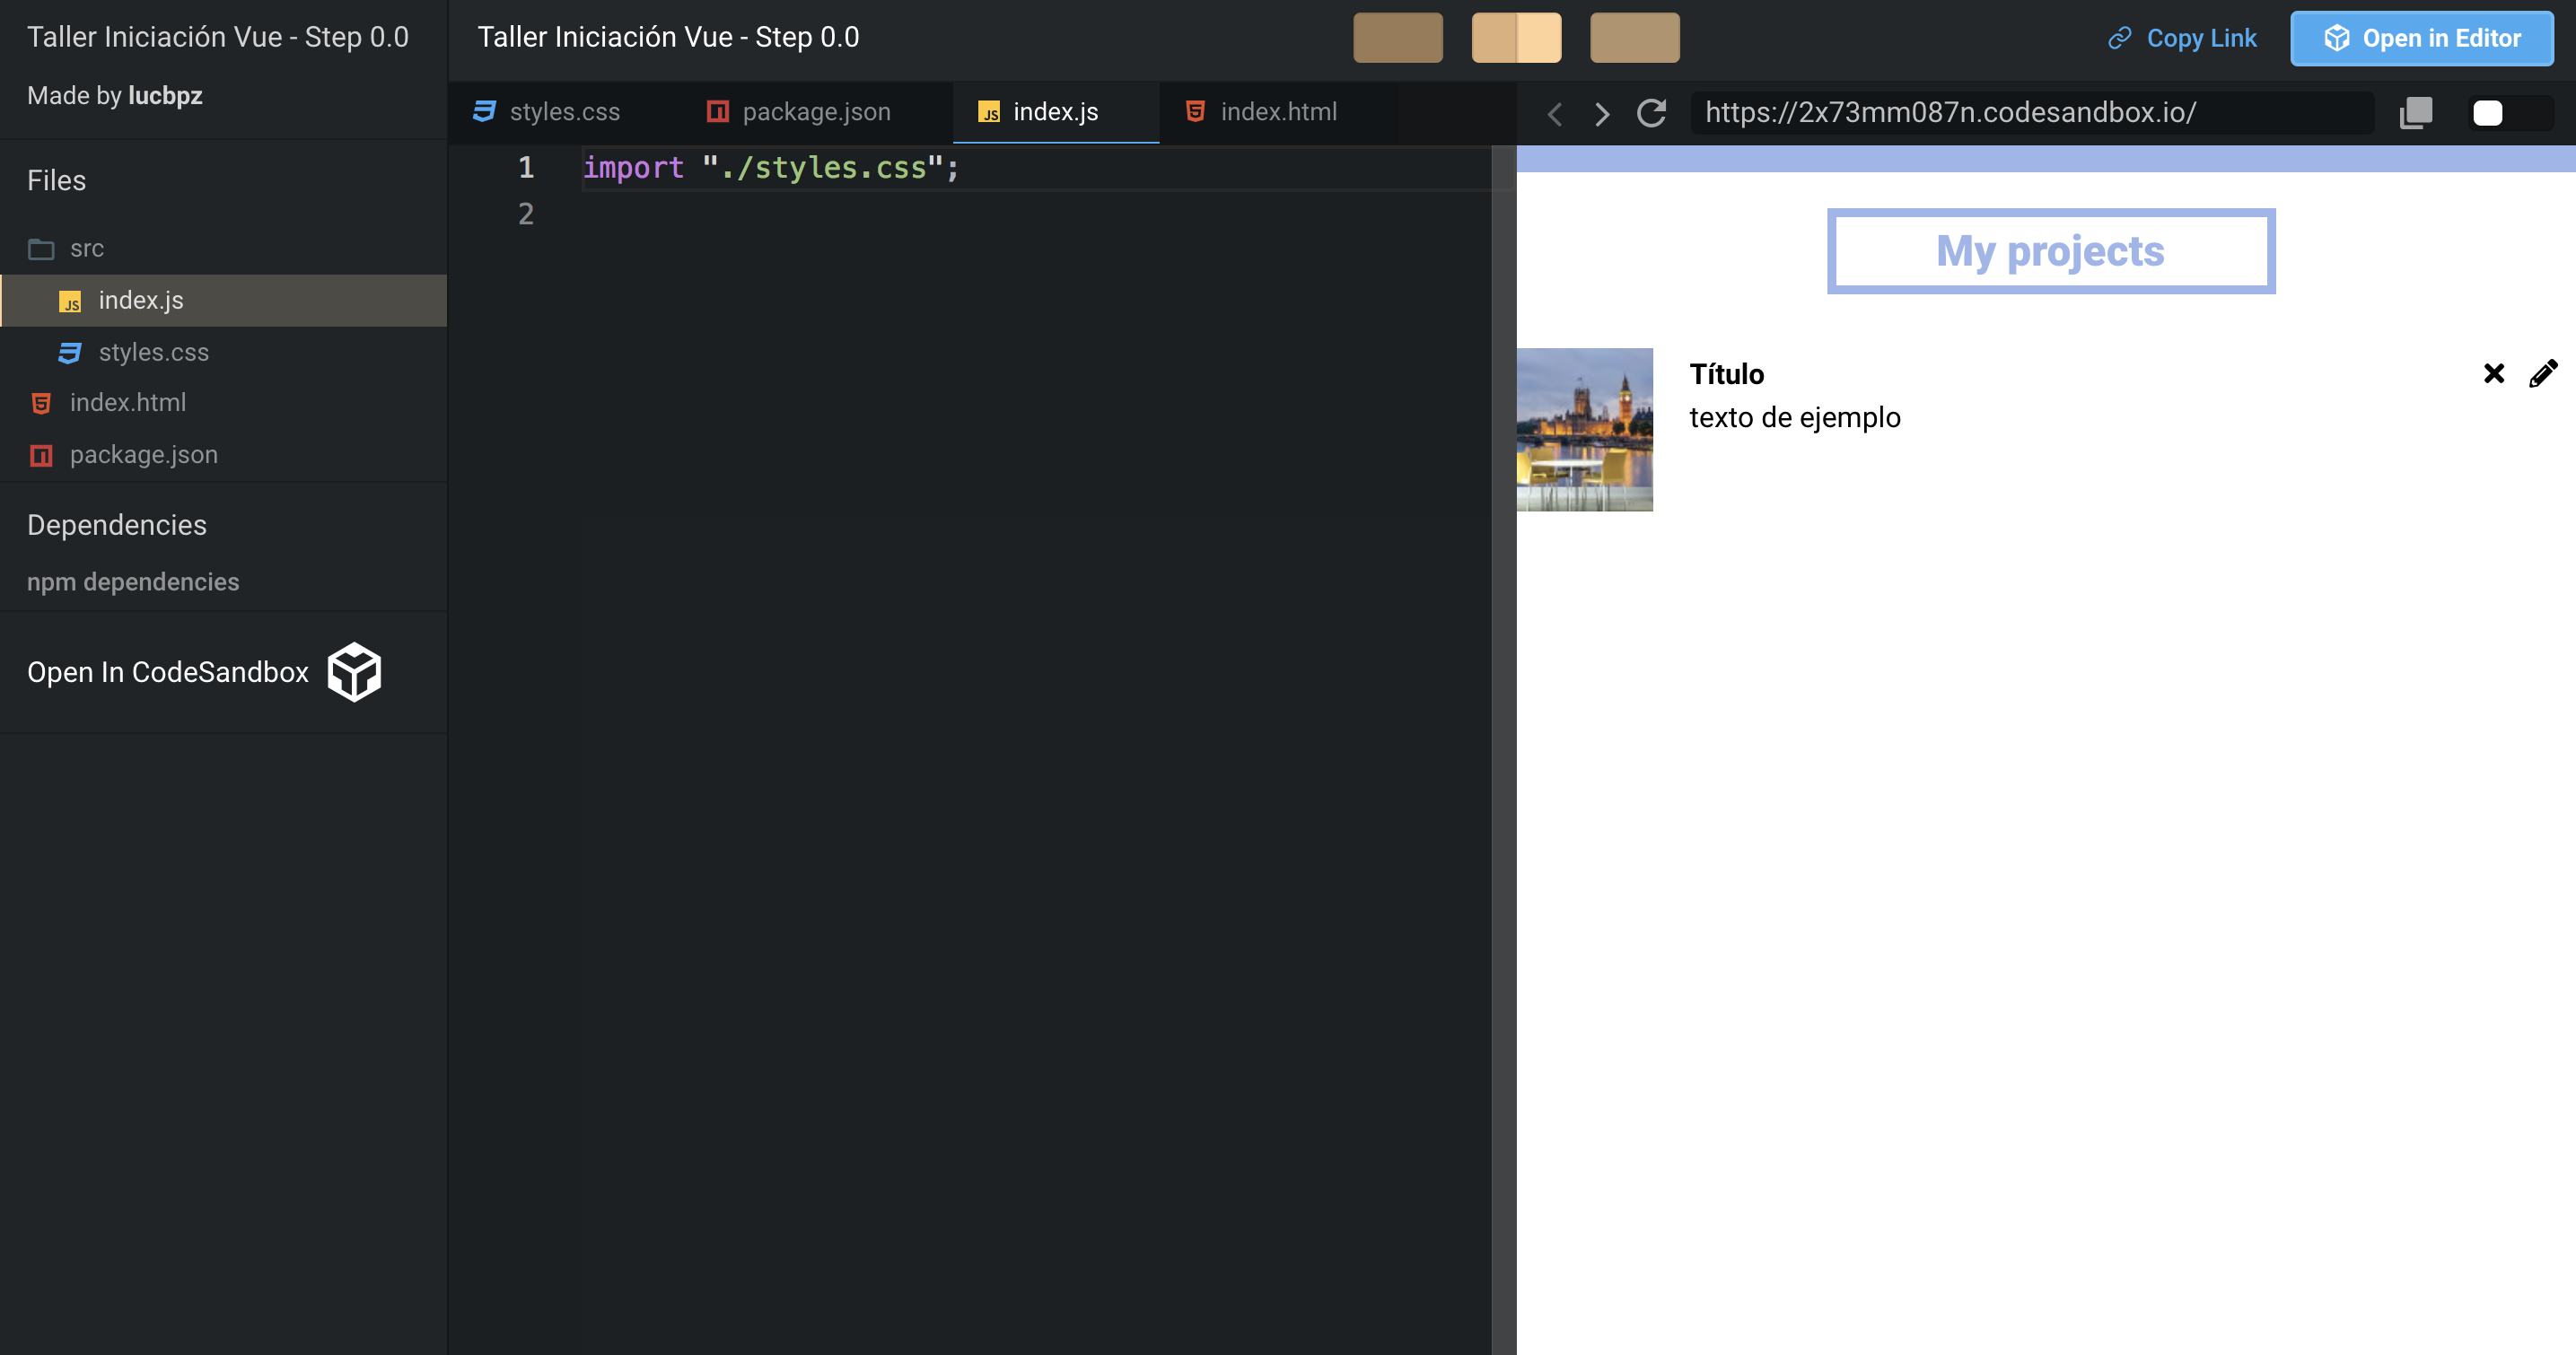 Taller Iniciación Vue - Step 0.0
Made by lucbpz
Files
src
index.js
styles.css
index.html
package.json
Dependencies
npm dependencies
Open In CodeSandbox
Taller Iniciación Vue - Step 0.0
Copy Link
Open in Editor
styles.css
package.json
index.js
index.html
1 import "./styles.css";
2
https://2x73mm087n.codesandbox.io/
My projects
Título
texto de ejemplo